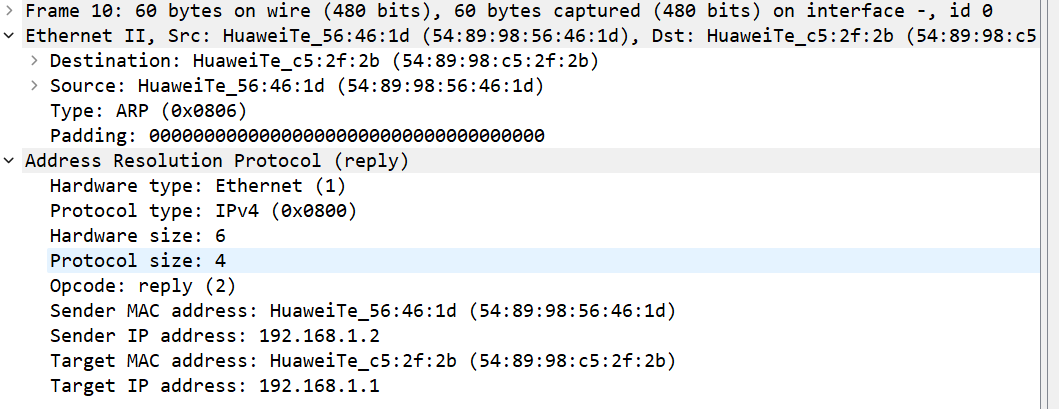 Frame 10: 60 bytes on wire (480 bits), 60 bytes captured (480 bits) on interface -, id 0
Ethernet II, Src: HuaweiTe_56:46:1d (54:89:98:56:46:1d), Dst: HuaweiTe_c5:2f:2b (54:89:98:c5
Destination: HuaweiTe_c5:2f:2b (54:89:98:c5:2f:2b)
Source: HuaweiTe_56:46:1d (54:89:98:56:46:1d)
Type: ARP (0x0806)
Padding: 000000000000000000000000000000000000
Address Resolution Protocol (reply)
Hardware type: Ethernet (1)
Protocol type: IPv4 (0x0800)
Hardware size: 6
Protocol size: 4
Opcode: reply (2)
Sender MAC address: HuaweiTe_56:46:1d (54:89:98:56:46:1d)
Sender IP address: 192.168.1.2
Target MAC address: HuaweiTe_c5:2f:2b (54:89:98:c5:2f:2b)
Target IP address: 192.168.1.1